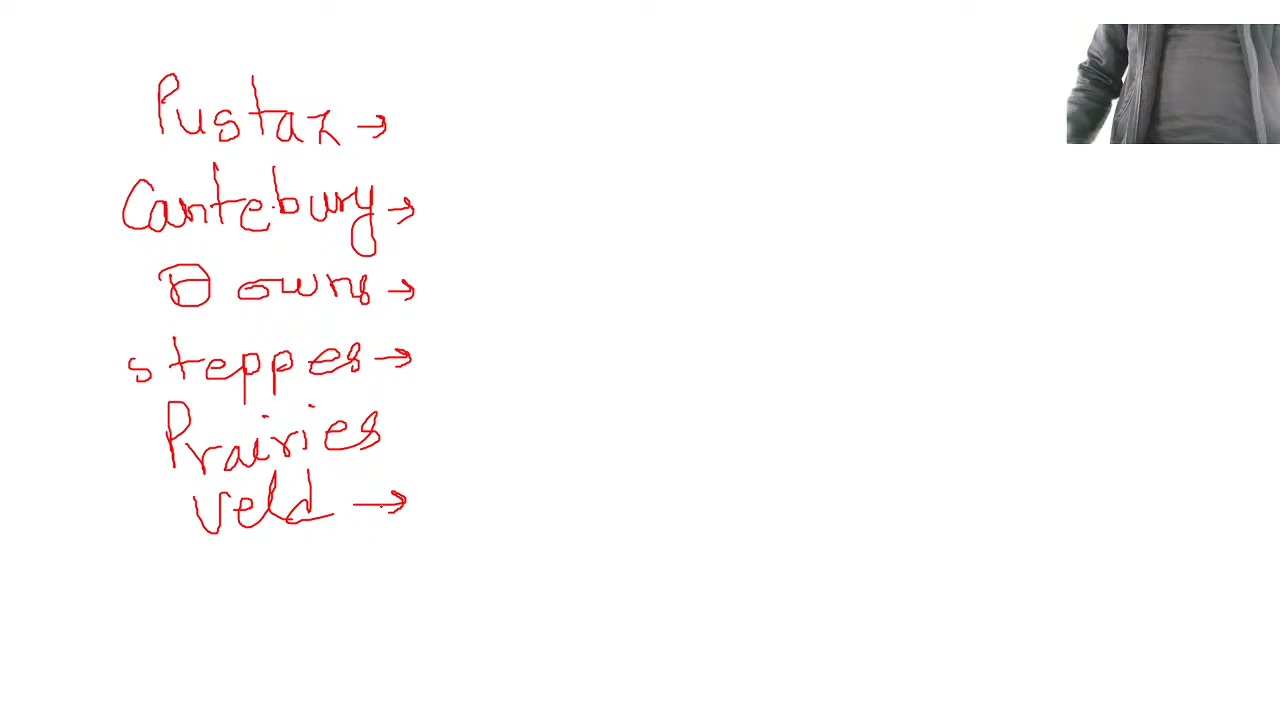 Pustaz →
Cantebury →
Downs →
steppes →
Prairies
Veld →